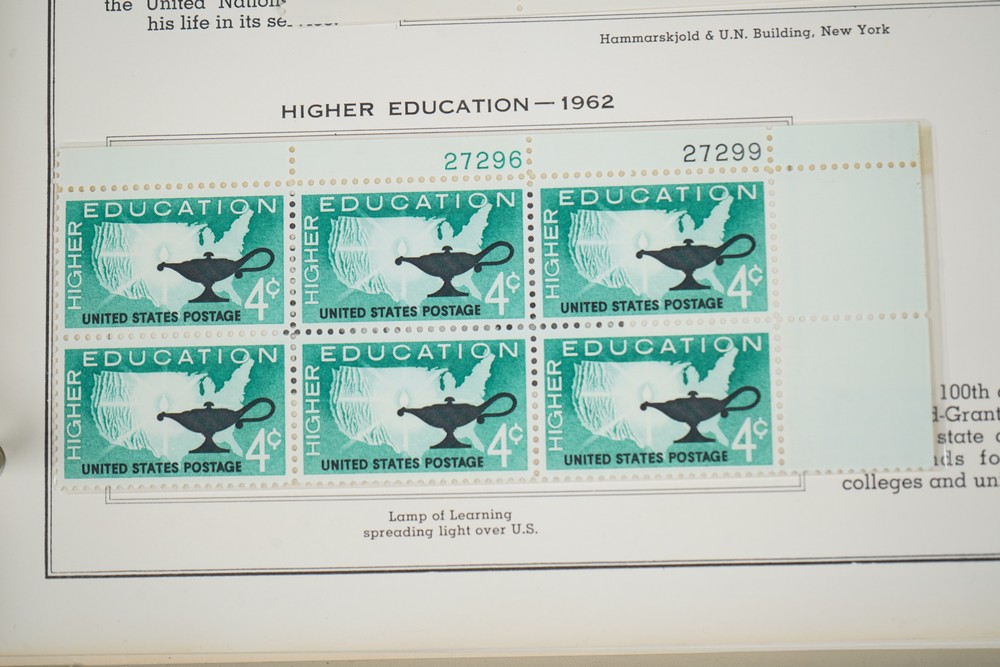 the United
his life in its
Hammarskjold & U.N. Building, New York
HIGHER EDUCATION — 1962
27296
27299
HIGHER EDUCATION
4¢
UNITED STATES POSTAGE
HIGHER EDUCATION
4¢
UNITED STATES POSTAGE
HIGHER EDUCATION
4¢
UNITED STATES POSTAGE
HIGHER EDUCATION
4¢
UNITED STATES POSTAGE
HIGHER EDUCATION
4¢
UNITED STATES POSTAGE
HIGHER EDUCATION
4¢
UNITED STATES POSTAGE
100th
-Grant
state
colleges and
Lamp of Learning
spreading light over U.S.